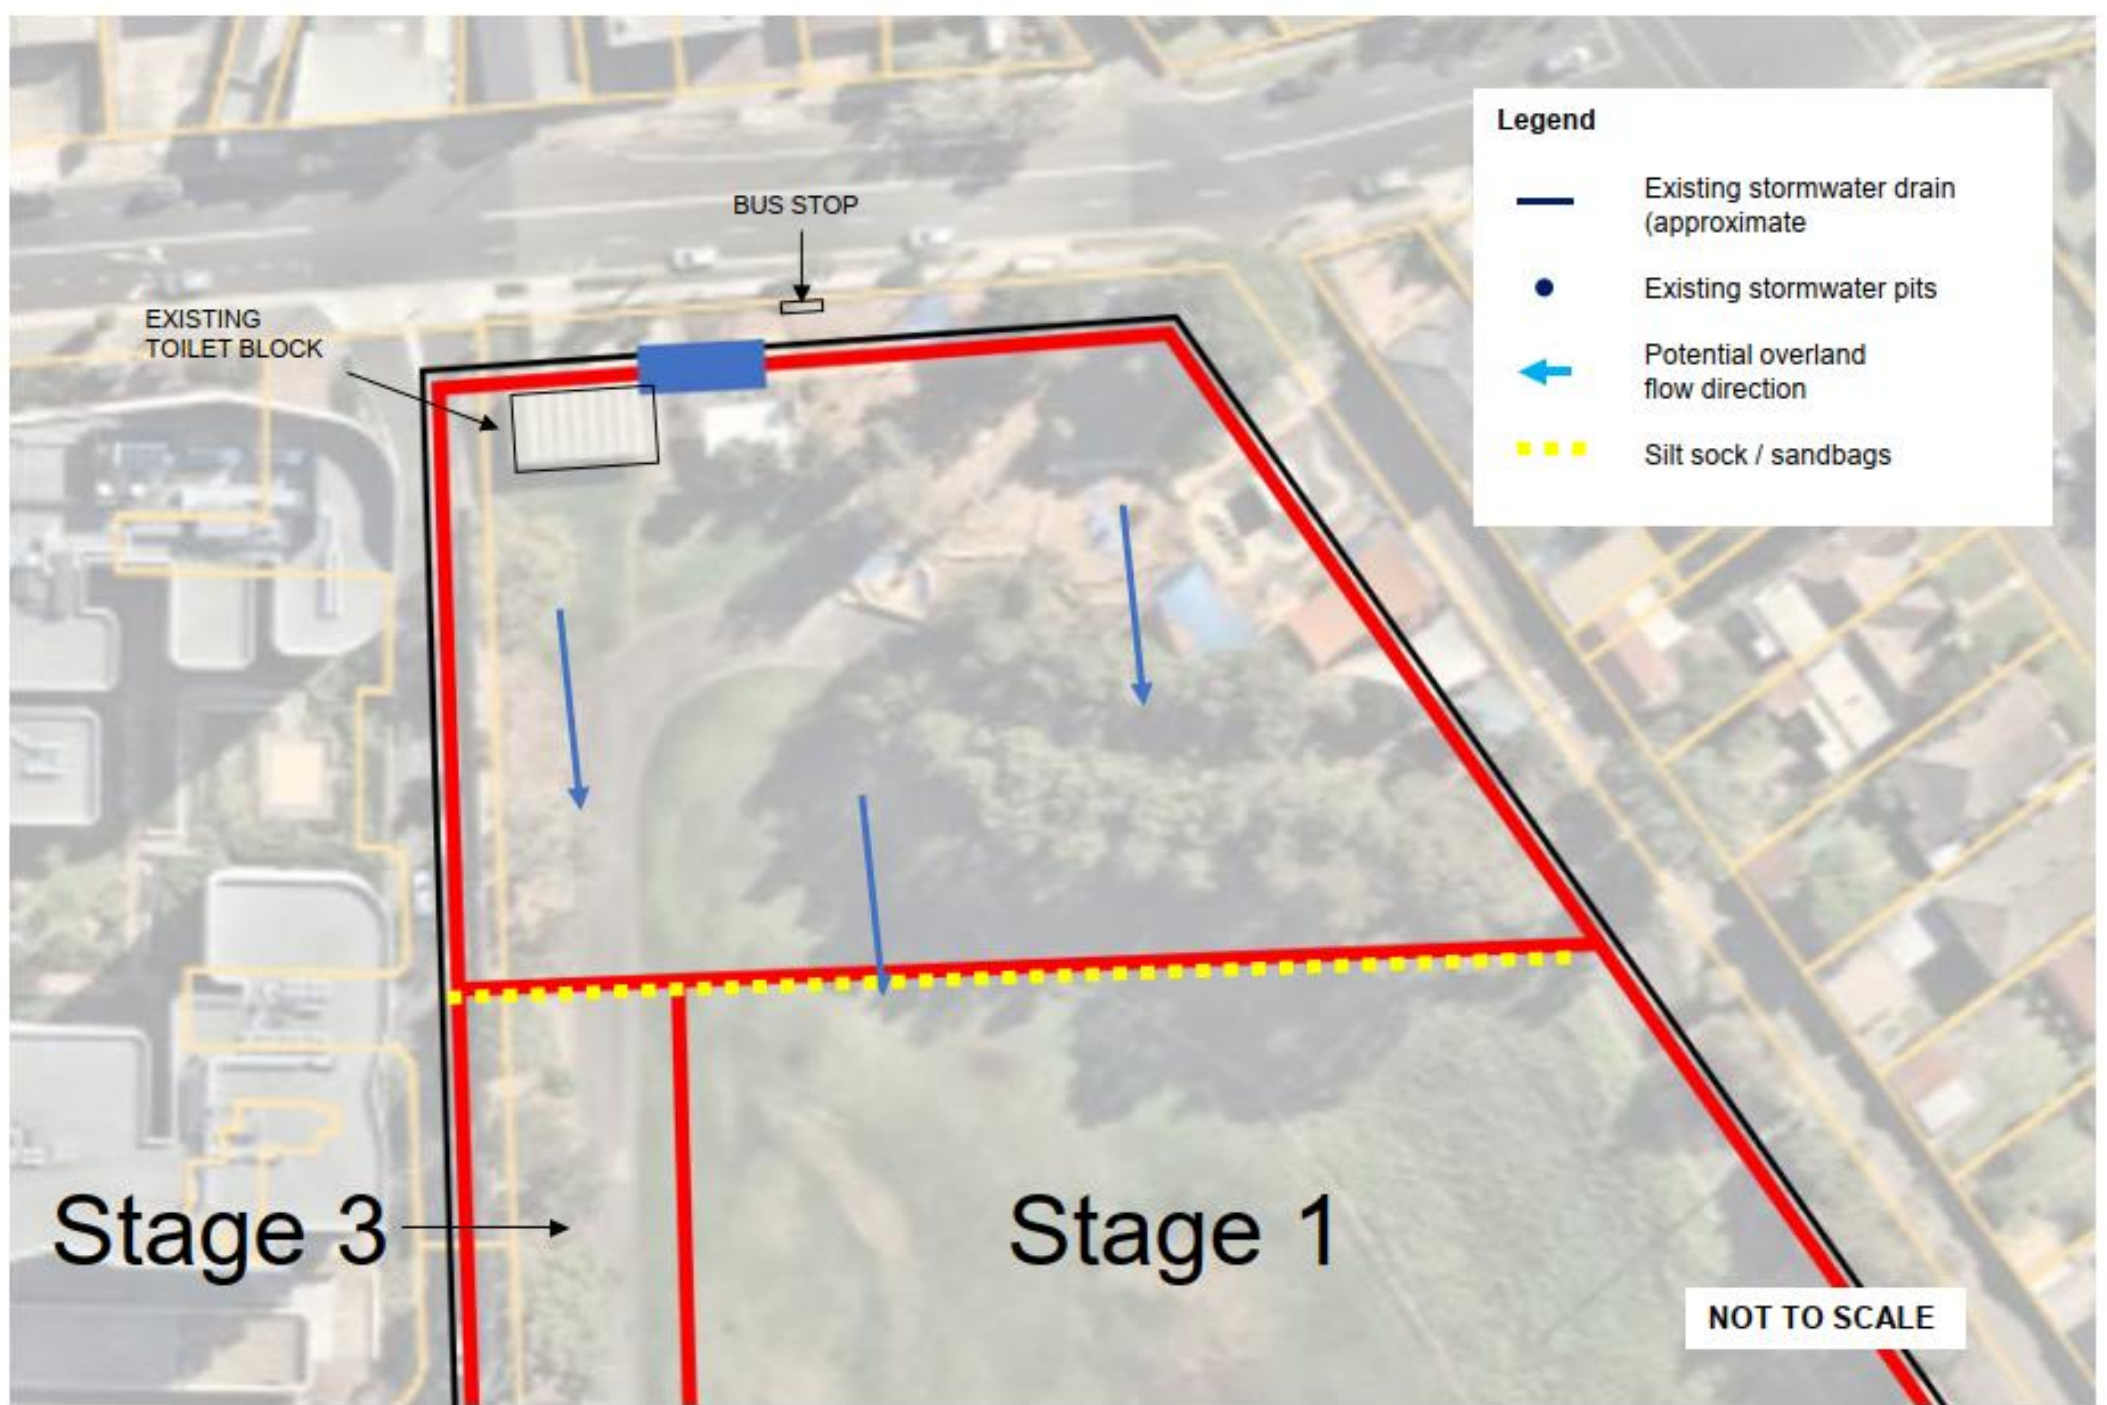 Legend
Existing stormwater drain
(approximate
Existing stormwater pits
Potential overland
flow direction
Silt sock / sandbags
BUS STOP
EXISTING
TOILET BLOCK
Stage 3
Stage 1
NOT TO SCALE